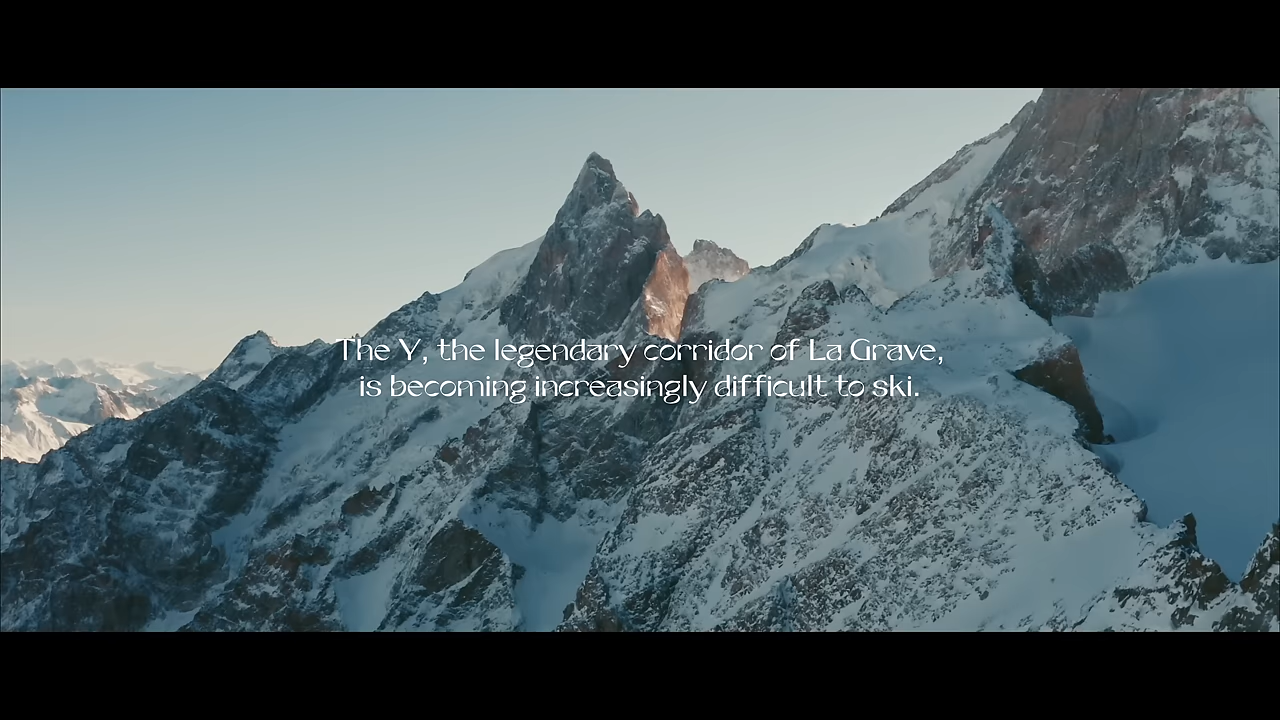 The Y, the legendary corridor of La Grave,
is becoming increasingly difficult to ski.